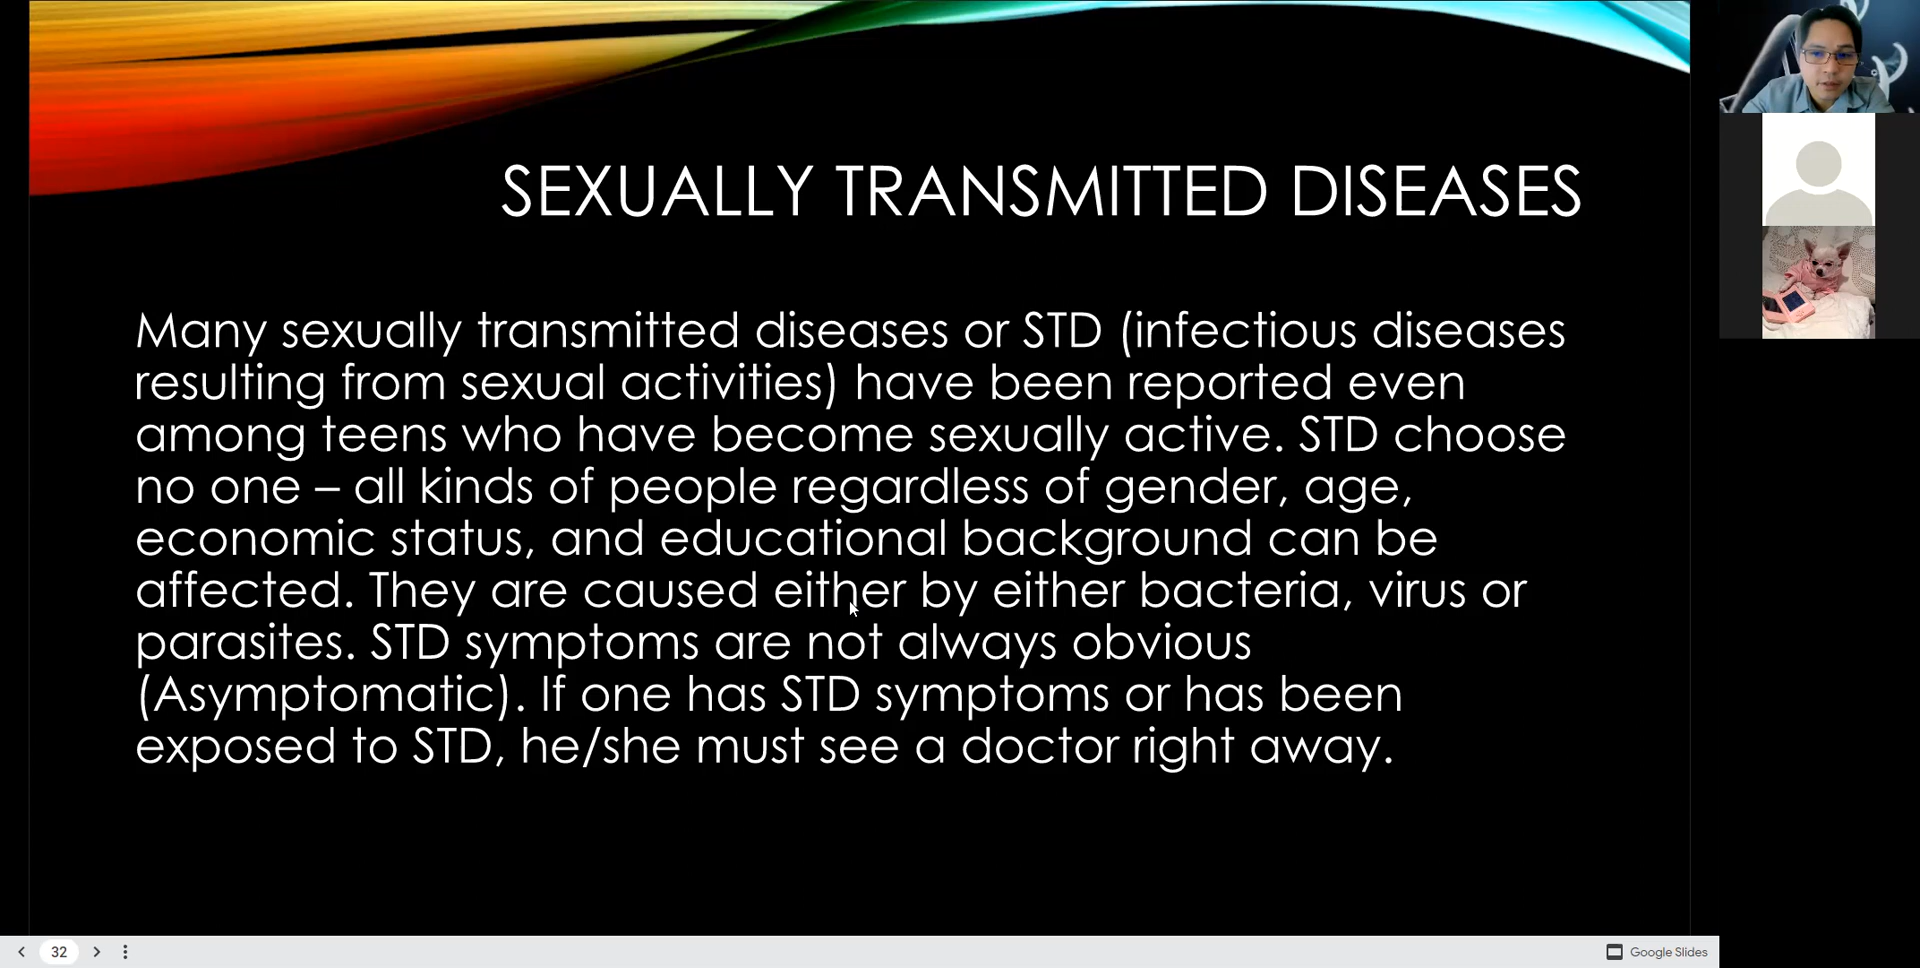 SEXUALLY TRANSMITTED DISEASES
Many sexually transmitted diseases or STD (infectious diseases
resulting from sexual activities) have been reported even
among teens who have become sexually active. STD choose
no one – all kinds of people regardless of gender, age,
economic status, and educational background can be
affected. They are caused either by either bacteria, virus or
parasites. STD symptoms are not always obvious
(Asymptomatic). If one has STD symptoms or has been
exposed to STD, he/she must see a doctor right away.
32
Google Slides